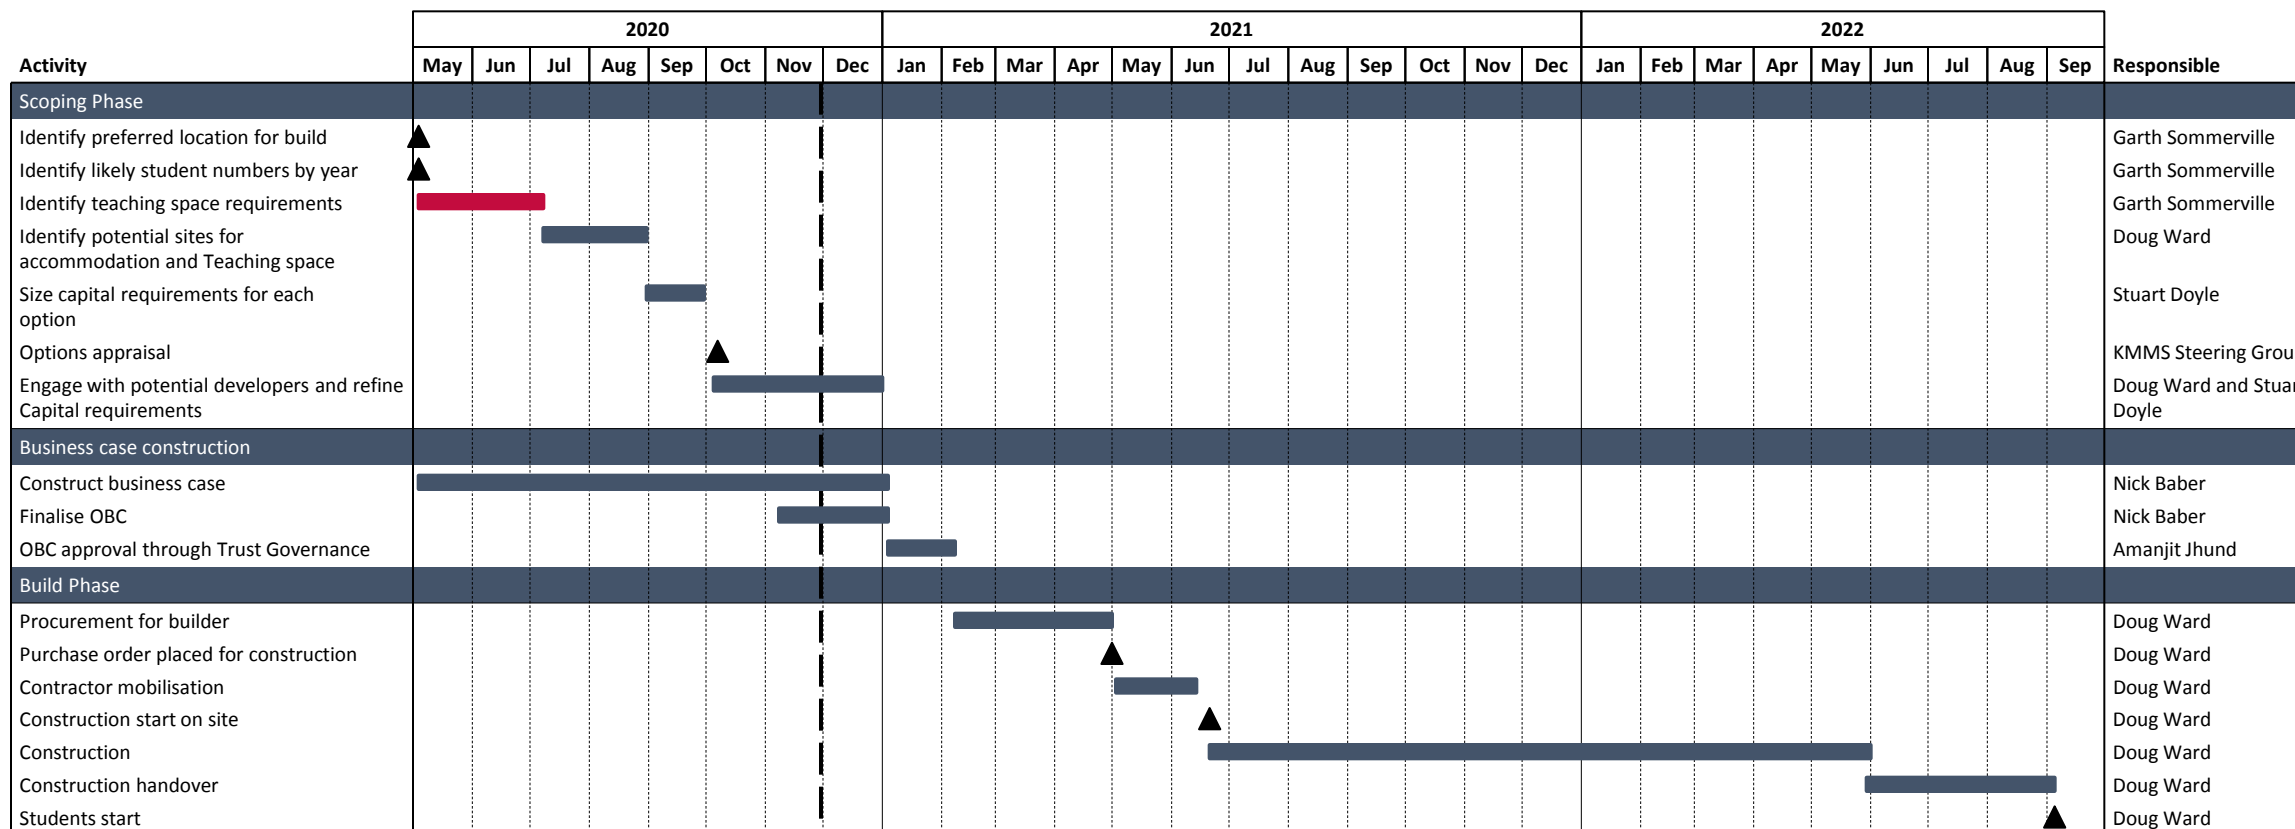 2020 2021 2022
Activity May Jun Jul Aug Sep Oct Nov Dec Jan Feb Mar Apr May Jun Jul Aug Sep Oct Nov Dec Jan Feb Mar Apr May Jun Jul Aug Sep Responsible
Scoping Phase
Identify preferred location for build Garth Sommerville
Identify likely student numbers by year Garth Sommerville
Identify teaching space requirements Garth Sommerville
Identify potential sites for Doug Ward
accommodation and Teaching space
Size capital requirements for each Stuart Doyle
option
Options appraisal KMMS Steering Grou
Engage with potential developers and refine Doug Ward and Stuar
Capital requirements Doyle
Business case construction
Construct business case Nick Baber
Finalise OBC Nick Baber
OBC approval through Trust Governance Amanjit Jhund
Build Phase
Procurement for builder Doug Ward
Purchase order placed for construction Doug Ward
Contractor mobilisation Doug Ward
Construction start on site Doug Ward
Construction Doug Ward
Construction handover Doug Ward
Students start Doug Ward